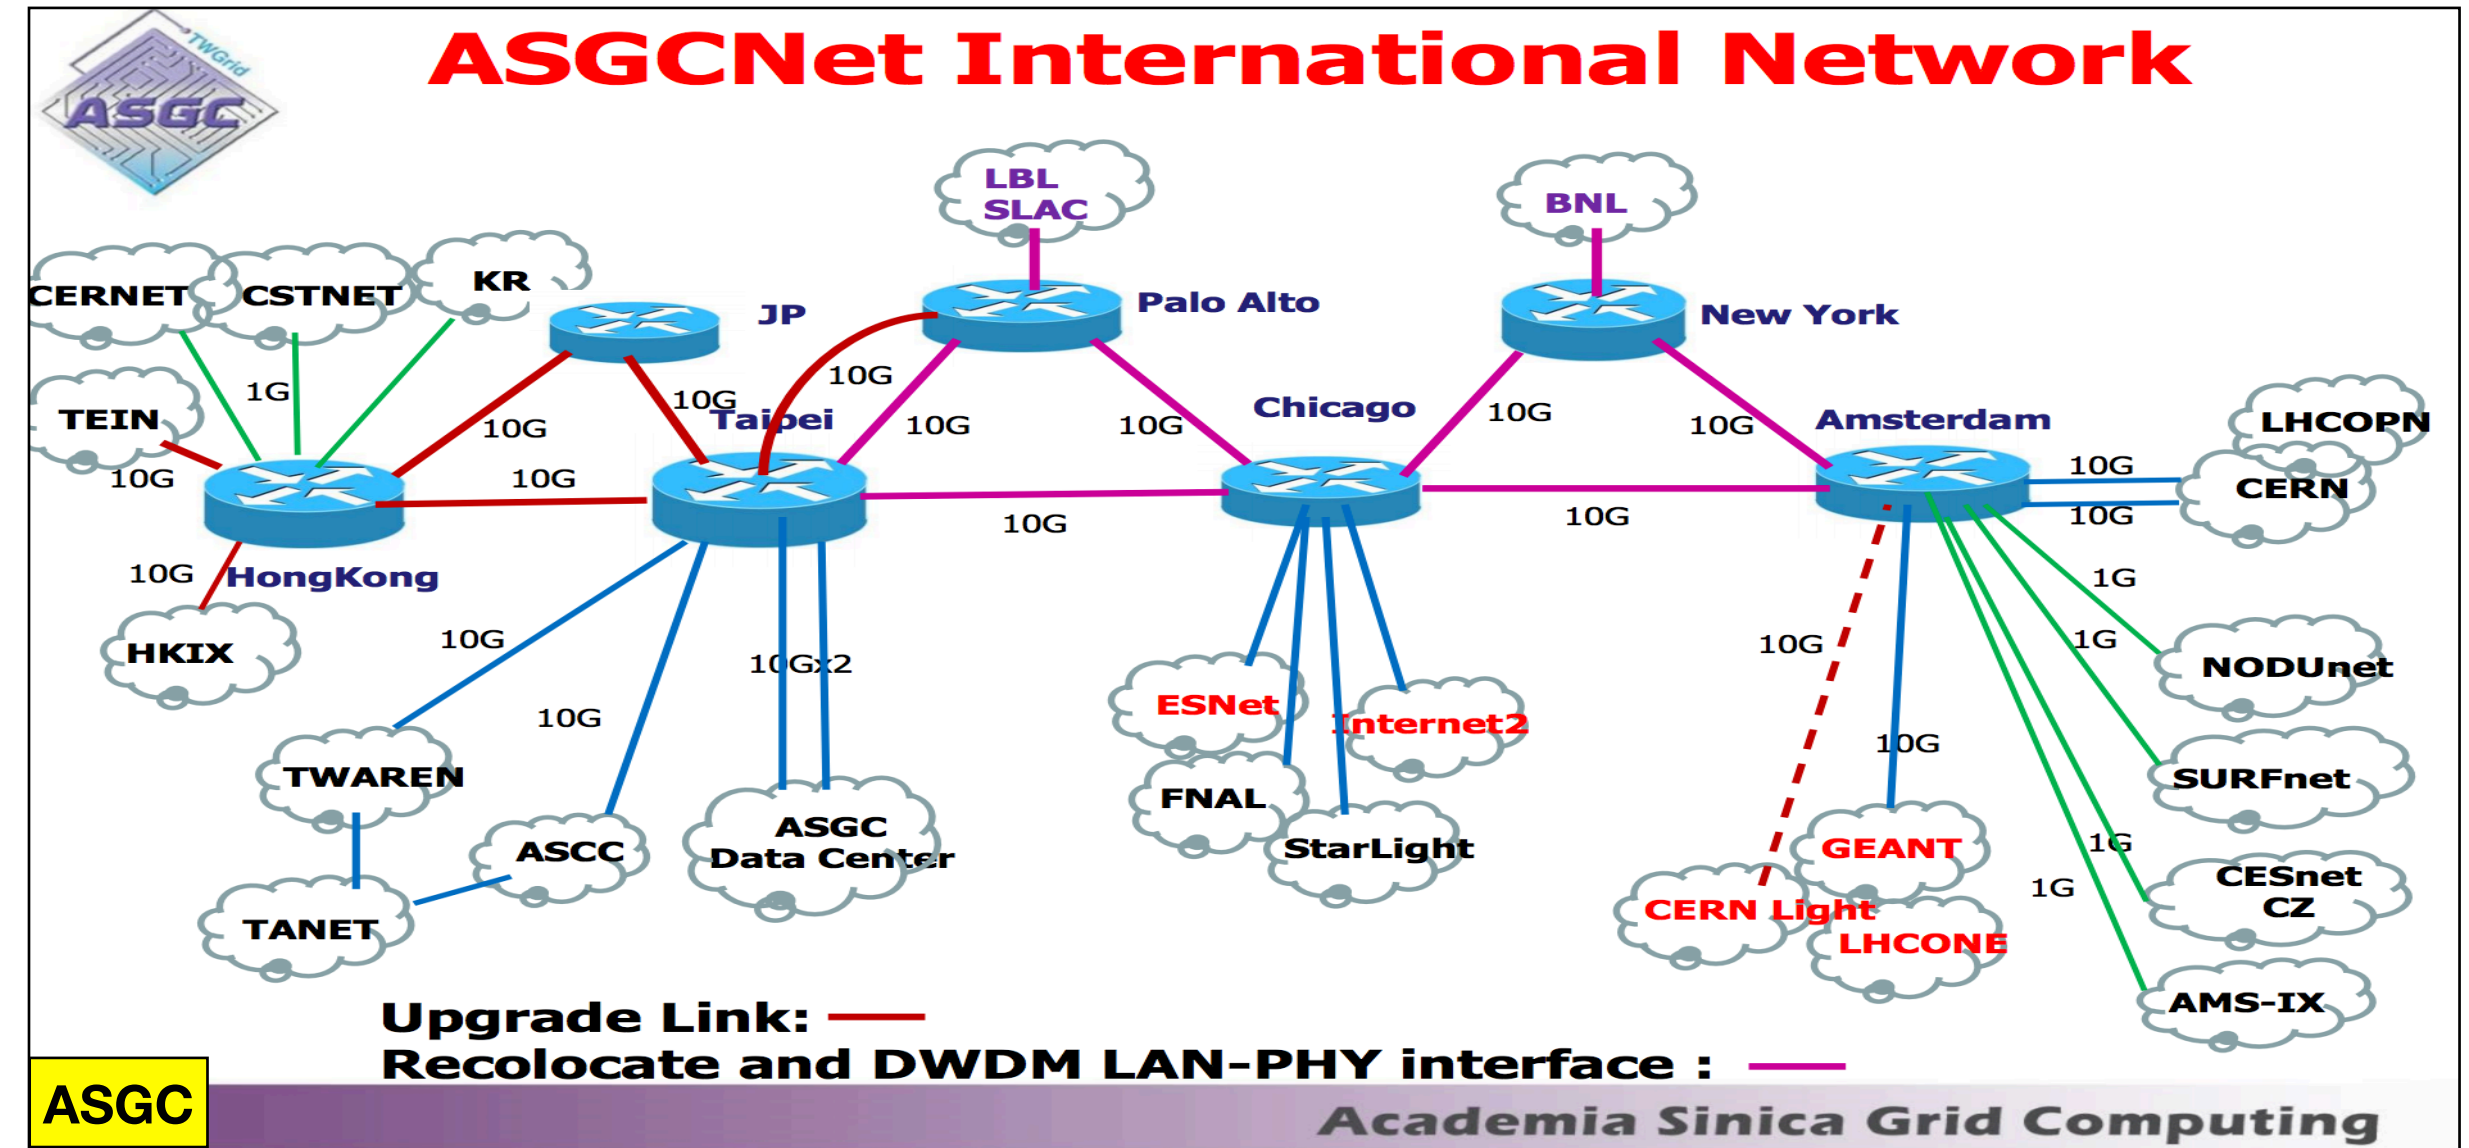 ASGCNet International Network
TWGrid
ASGC
LBL
SLAC
BNL
CERNET
CSTNET
KR
JP
Palo Alto
New York
TEIN
1G
10G
10G
10G
Taipei
10G
10G
Chicago
10G
10G
Amsterdam
LHCOPN
10G
CERN
10G
10G
10G
10G
10G
10G
HongKong
1G
HKIX
10G
10Gx2
10G
1G
NODUnet
10G
ESNet
Internet2
10G
TWAREN
SURFnet
FNAL
ASGC
Data Center
ASCC
StarLight
GEANT
1G
1G
CESnet
CZ
TANET
CERN Light
LHCONE
AMS-IX
Upgrade Link:
Recolocate and DWDM LAN-PHY interface :
ASGC
Academia Sinica Grid Computing